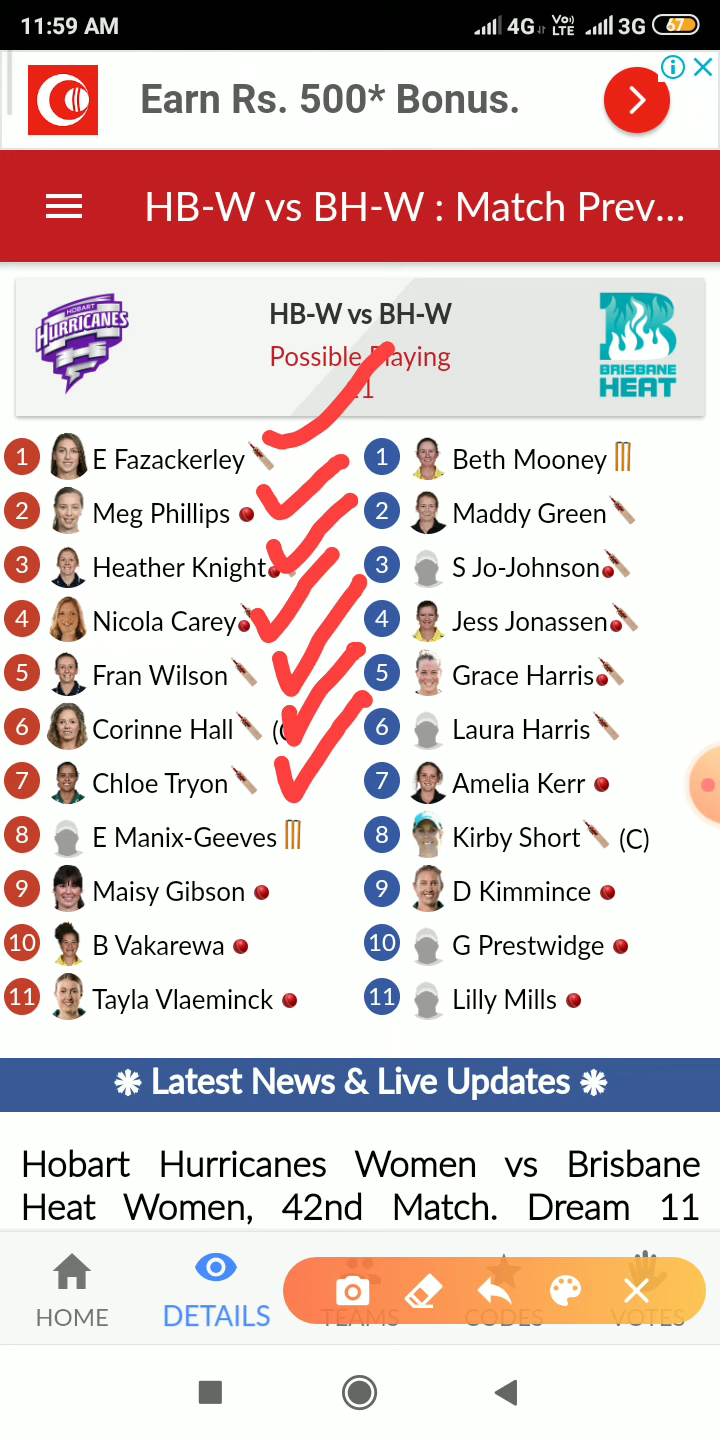 11:59 AM 4G Vo) LTE 3G 67
Earn Rs. 500* Bonus.
HB-W vs BH-W : Match Prev...
HOBART
HURRICANES
HB-W vs BH-W
Possible Playing
11
BRISBANE
HEAT
1 E Fazackerley
2 Meg Phillips
3 Heather Knight
4 Nicola Carey
5 Fran Wilson
6 Corinne Hall (C
7 Chloe Tryon
8 E Manix-Geeves
9 Maisy Gibson
10 B Vakarewa
11 Tayla Vlaeminck
1 Beth Mooney
2 Maddy Green
3 S Jo-Johnson
4 Jess Jonassen
5 Grace Harris
6 Laura Harris
7 Amelia Kerr
8 Kirby Short (C)
9 D Kimmince
10 G Prestwidge
11 Lilly Mills
Latest News & Live Updates
Hobart Hurricanes Women vs Brisbane
Heat Women, 42nd Match. Dream 11
HOME DETAILS TEAMS CODES VOTES